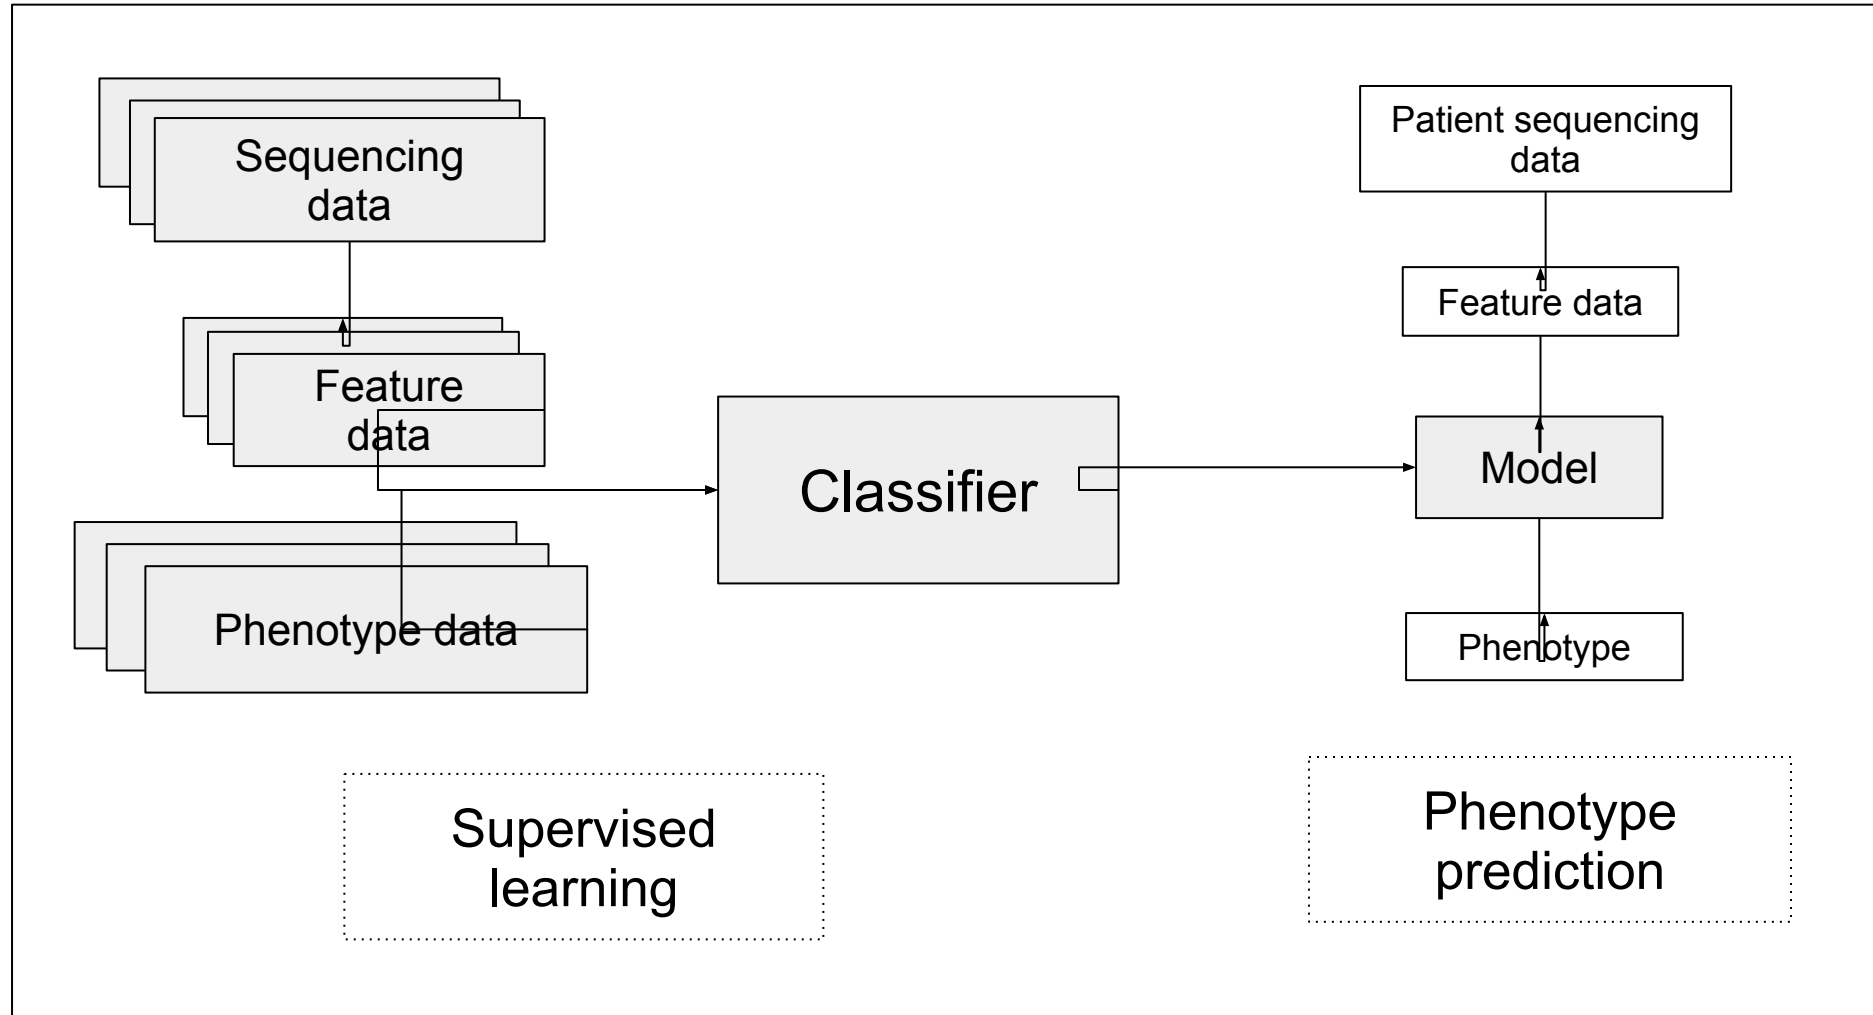 Sequencing
data
Feature
data
Phenotype data
Classifier
Patient sequencing
data
Feature data
Model
Phenotype
Supervised
learning
Phenotype
prediction